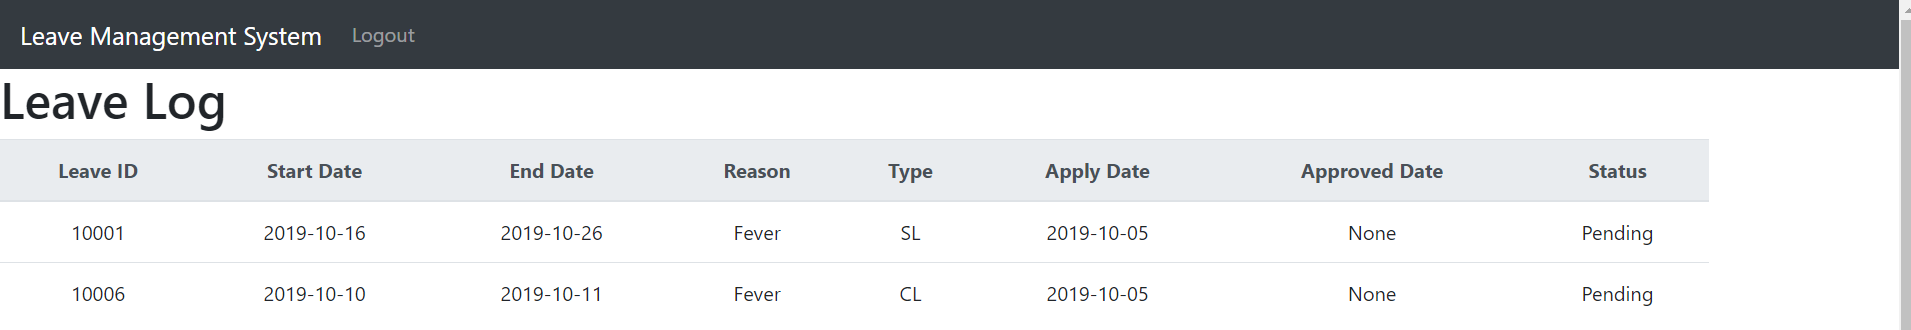 Leave Management System Logout
Leave Log
Leave ID Start Date End Date Reason Type Apply Date Approved Date Status
10001 2019-10-16 2019-10-26 Fever SL 2019-10-05 None Pending
10006 2019-10-10 2019-10-11 Fever CL 2019-10-05 None Pending